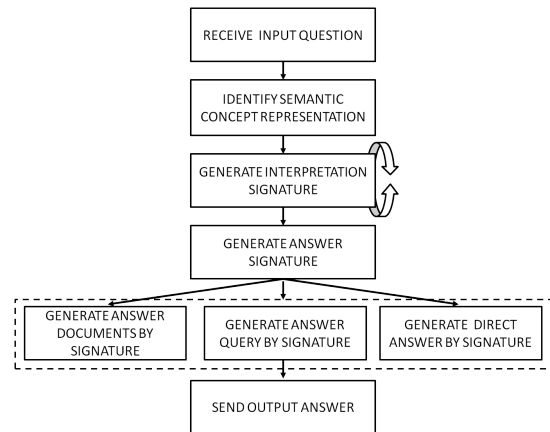 RECEIVE INPUT QUESTION
IDENTIFY SEMANTIC
CONCEPT REPRESENTATION
GENERATE INTERPRETATION
SIGNATURE
GENERATE ANSWER
SIGNATURE
GENERATE ANSWER
DOCUMENTS BY
SIGNATURE
GENERATE ANSWER
QUERY BY SIGNATURE
GENERATE DIRECT
ANSWER BY SIGNATURE
SEND OUTPUT ANSWER